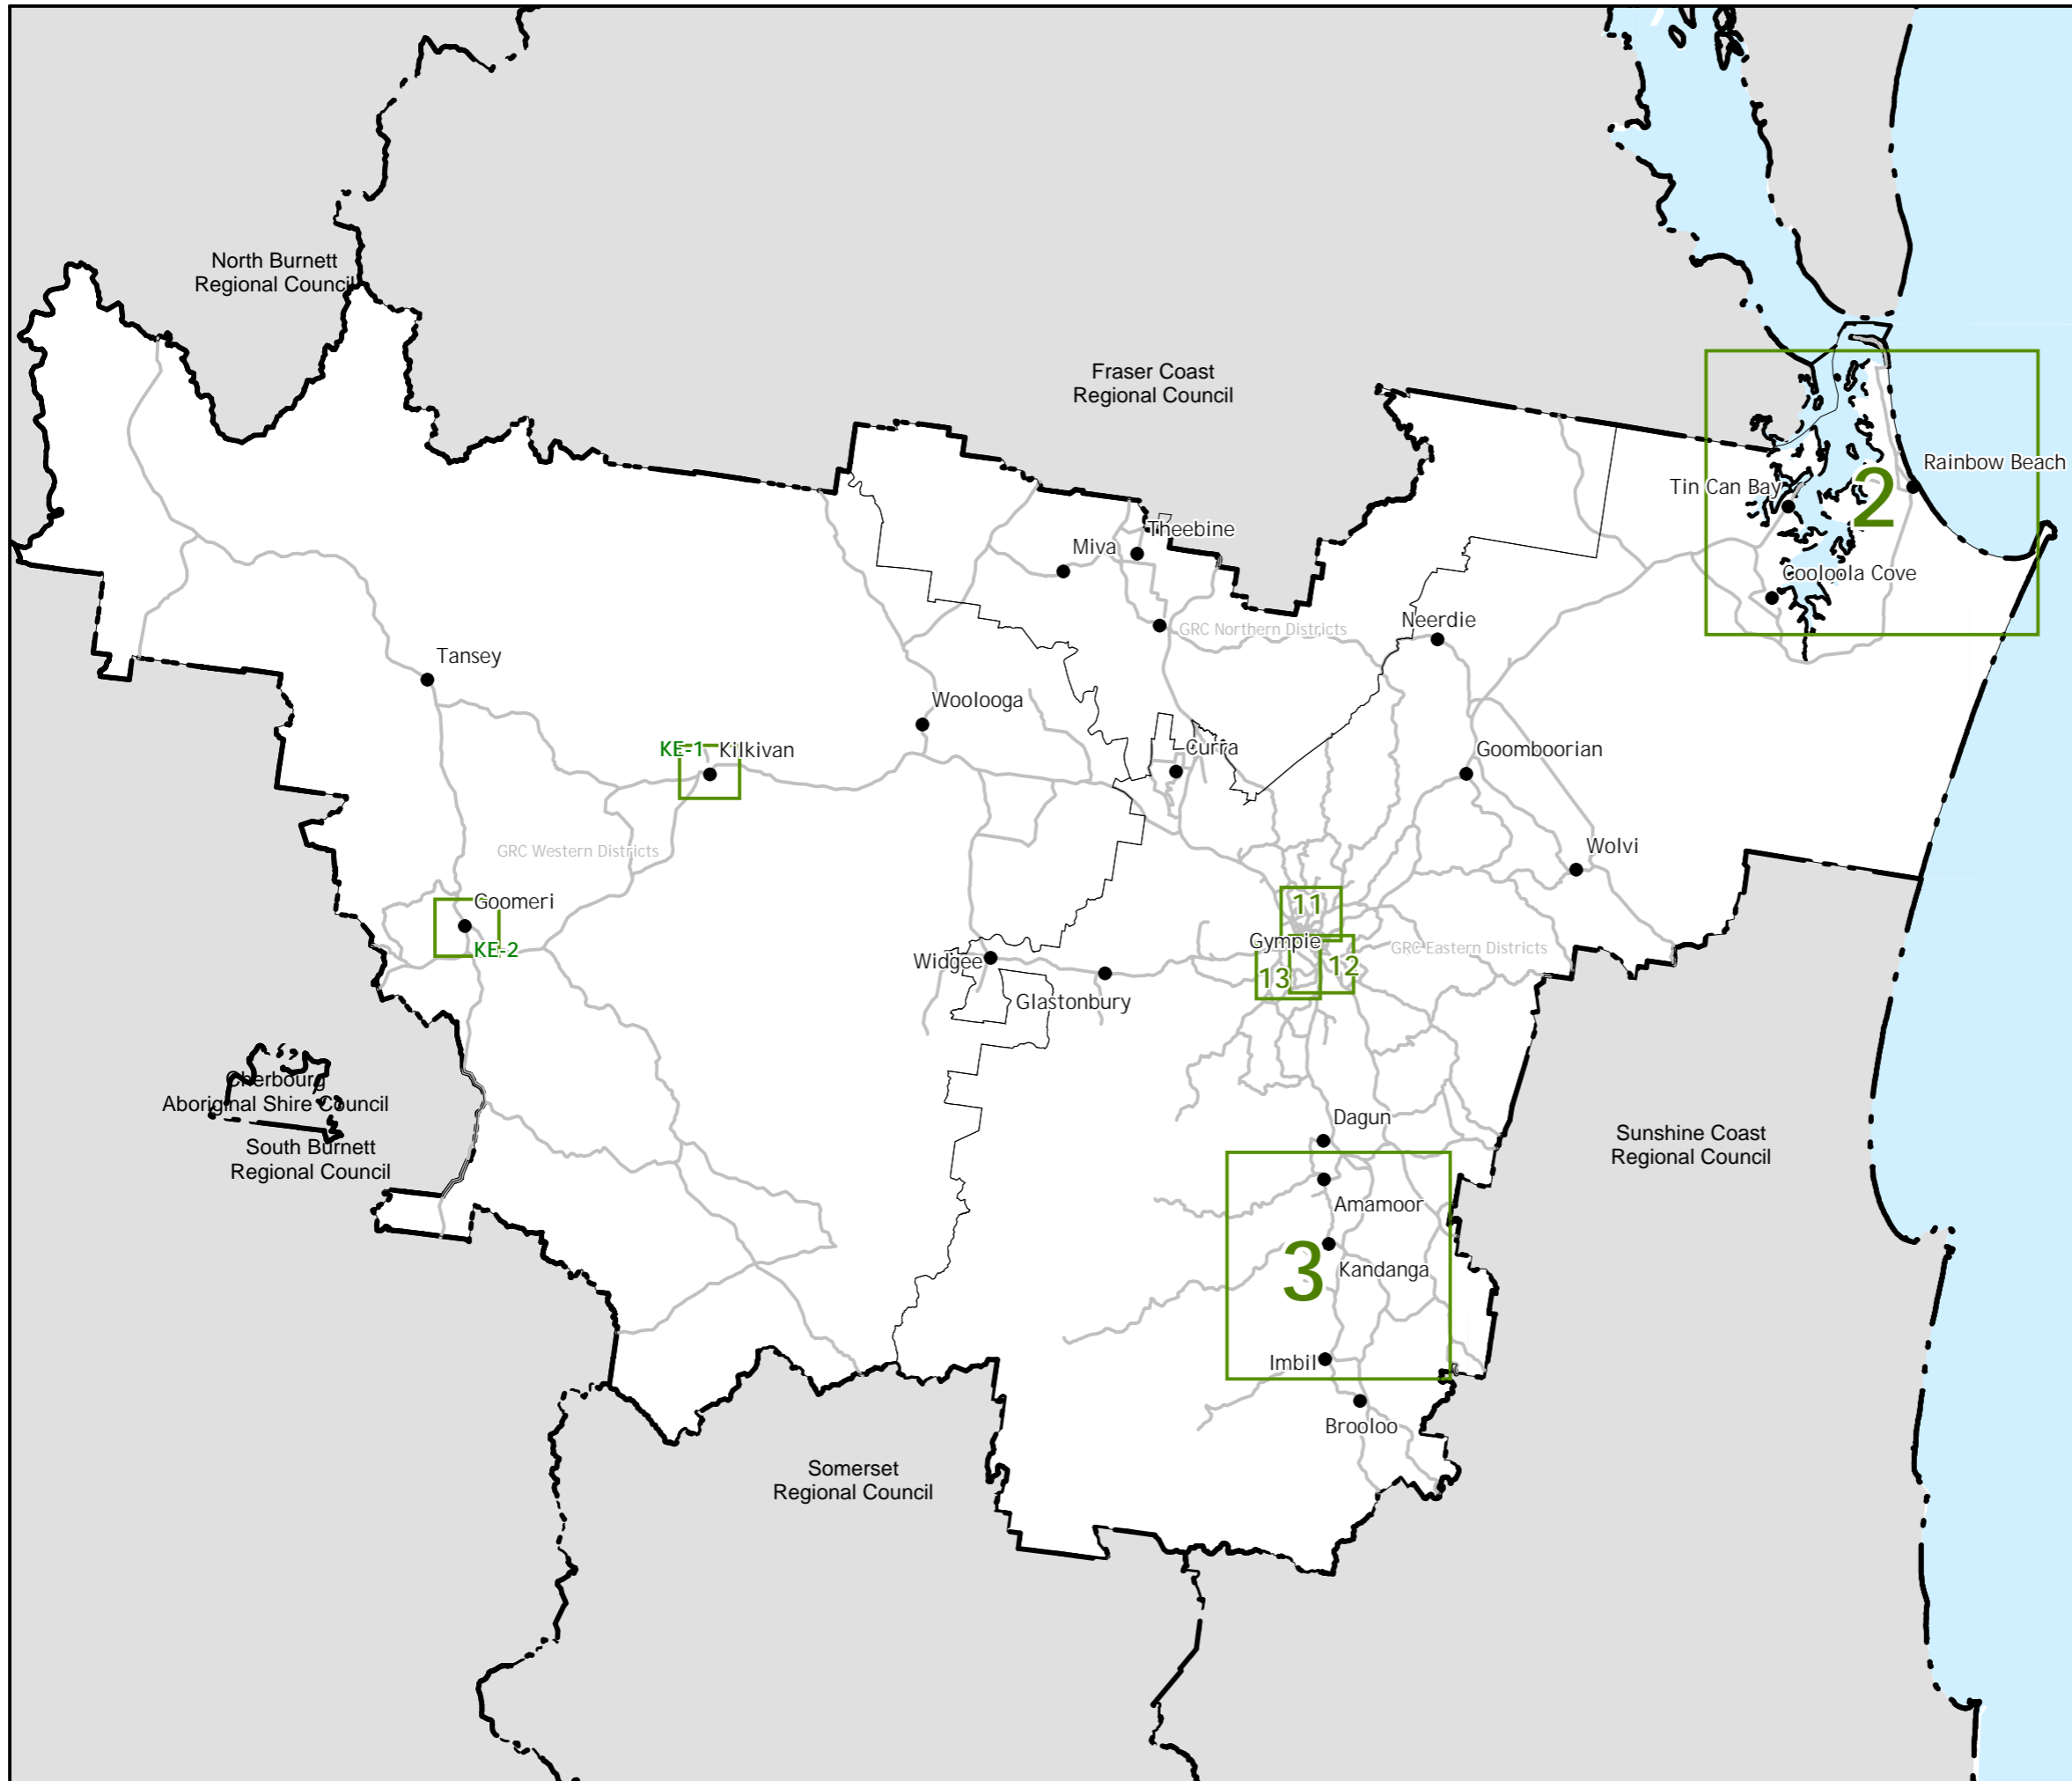 North Burnett
Regional Council
Fraser Coast
Regional Council
Rainbow Beach
Tin Can Bay
2
Theebine
Miva
Cooloola Cove
Neerdie
GRC Northern Districts
Tansey
Woolooga
KE-1
Kilkivan
Curra
Goomboorian
GRC Western Districts
Wolvi
Goomeri
11
KE-2
Gympie
GRC Eastern Districts
Widgee
12
13
Glastonbury
Cherbourg
Aboriginal Shire Council
South Burnett
Regional Council
Dagun
Sunshine Coast
Regional Council
Amamoor
3
Kandanga
Imbil
Brooloo
Somerset
Regional Council